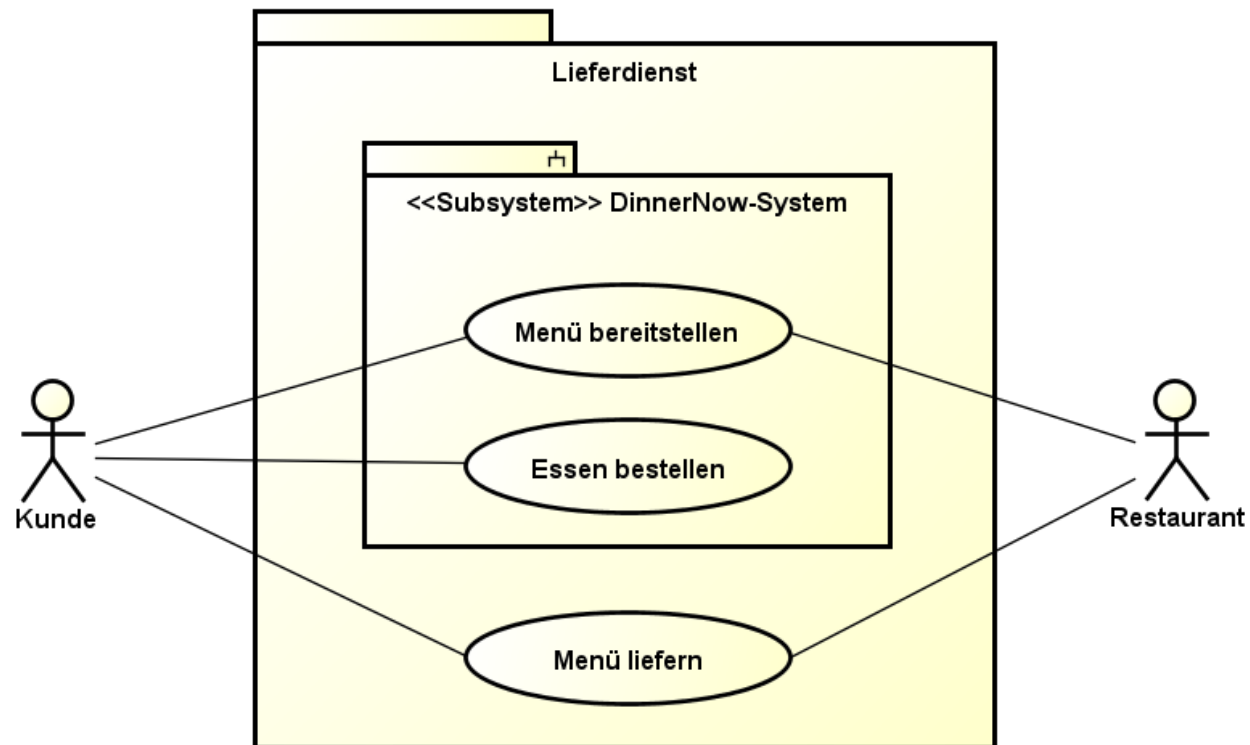 Lieferdienst
<<Subsystem>> DinnerNow-System
Menü bereitstellen
Essen bestellen
Kunde
Restaurant
Menü liefern